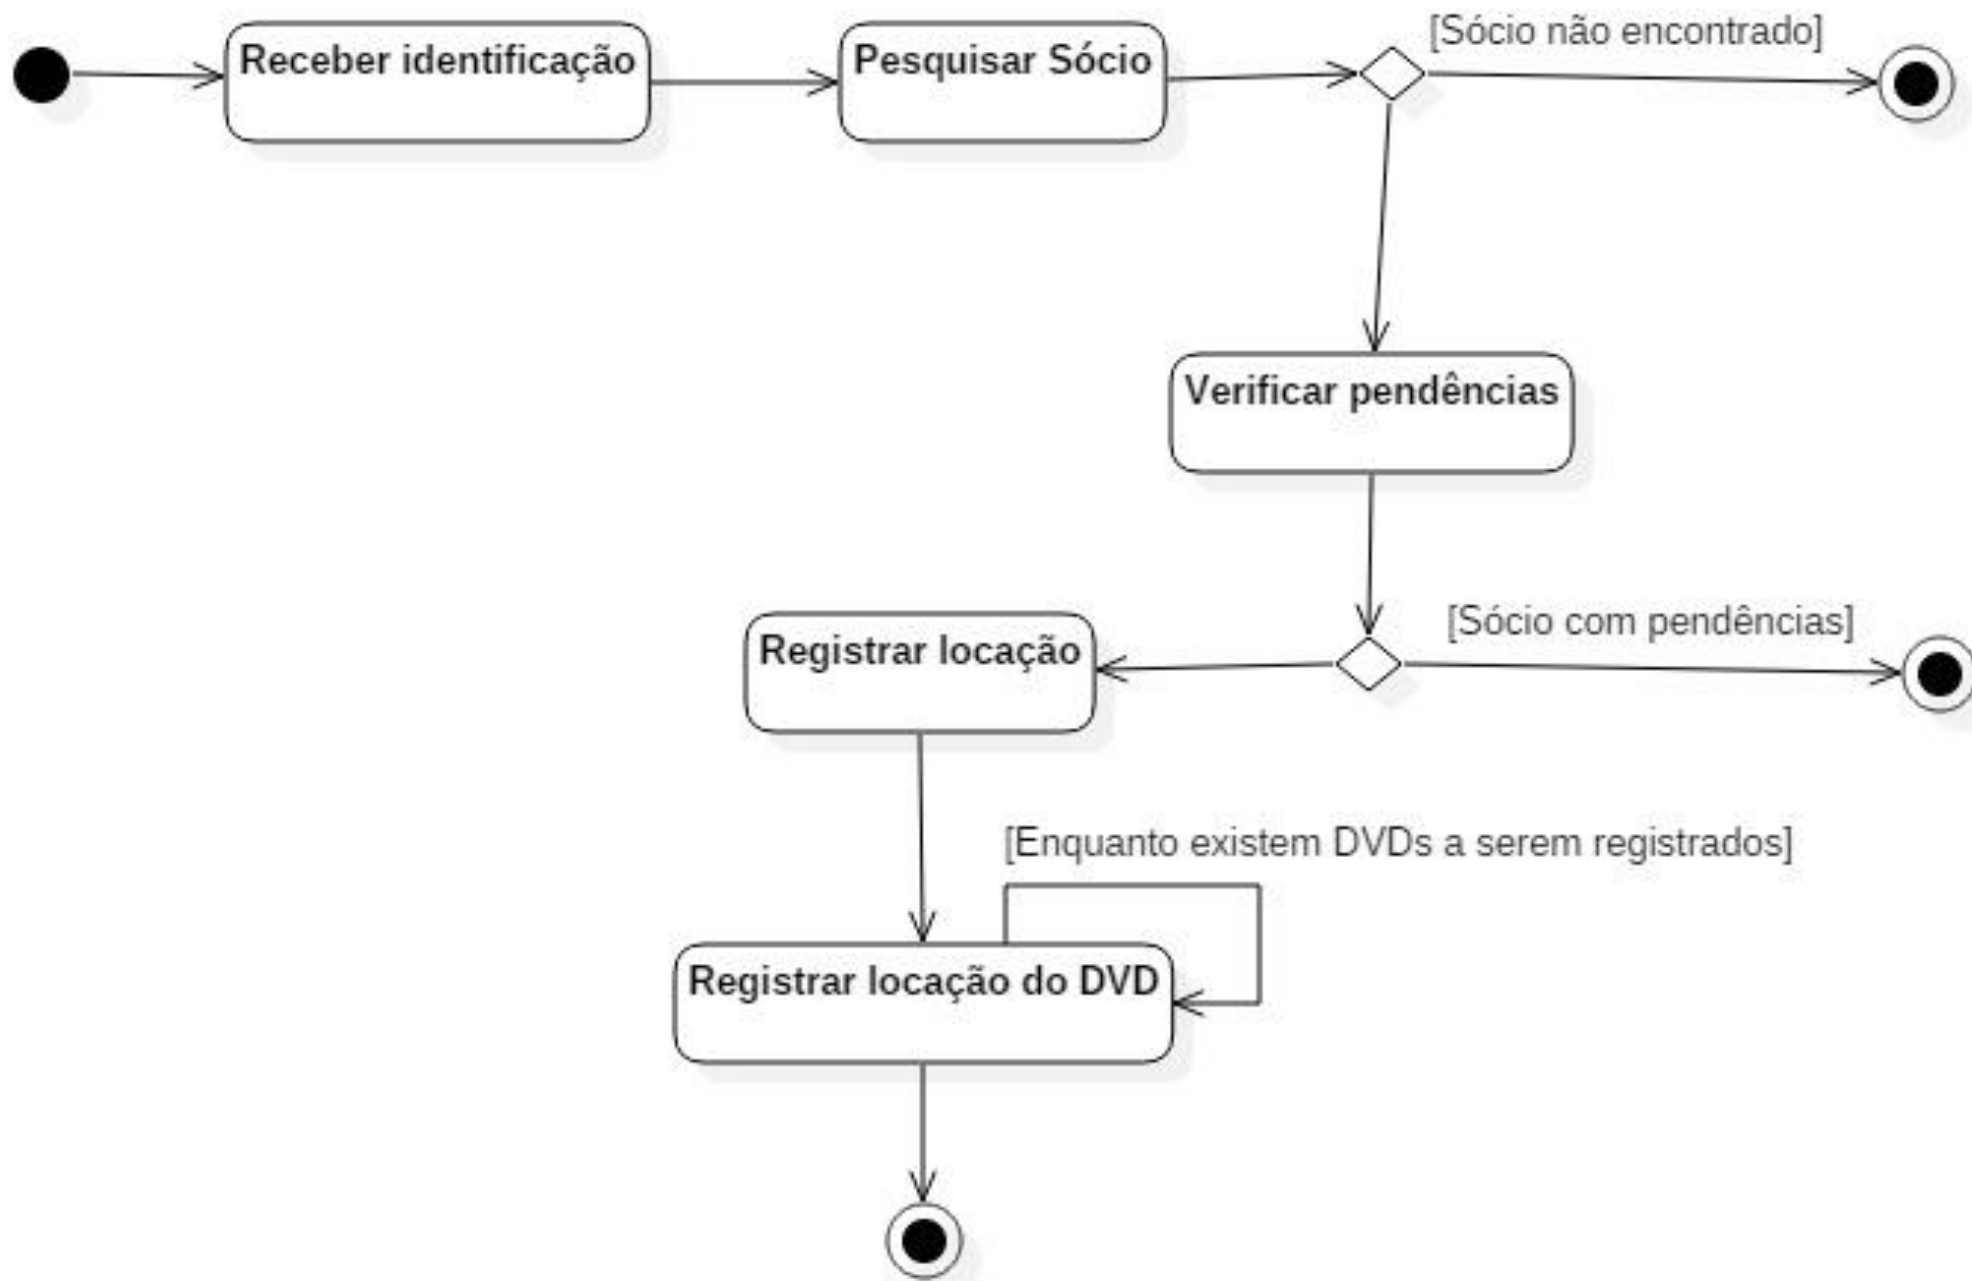 Receber identificação
Pesquisar Sócio
[Sócio não encontrado]
Verificar pendências
Registrar locação
[Sócio com pendências]
[Enquanto existem DVDs a serem registrados]
Registrar locação do DVD